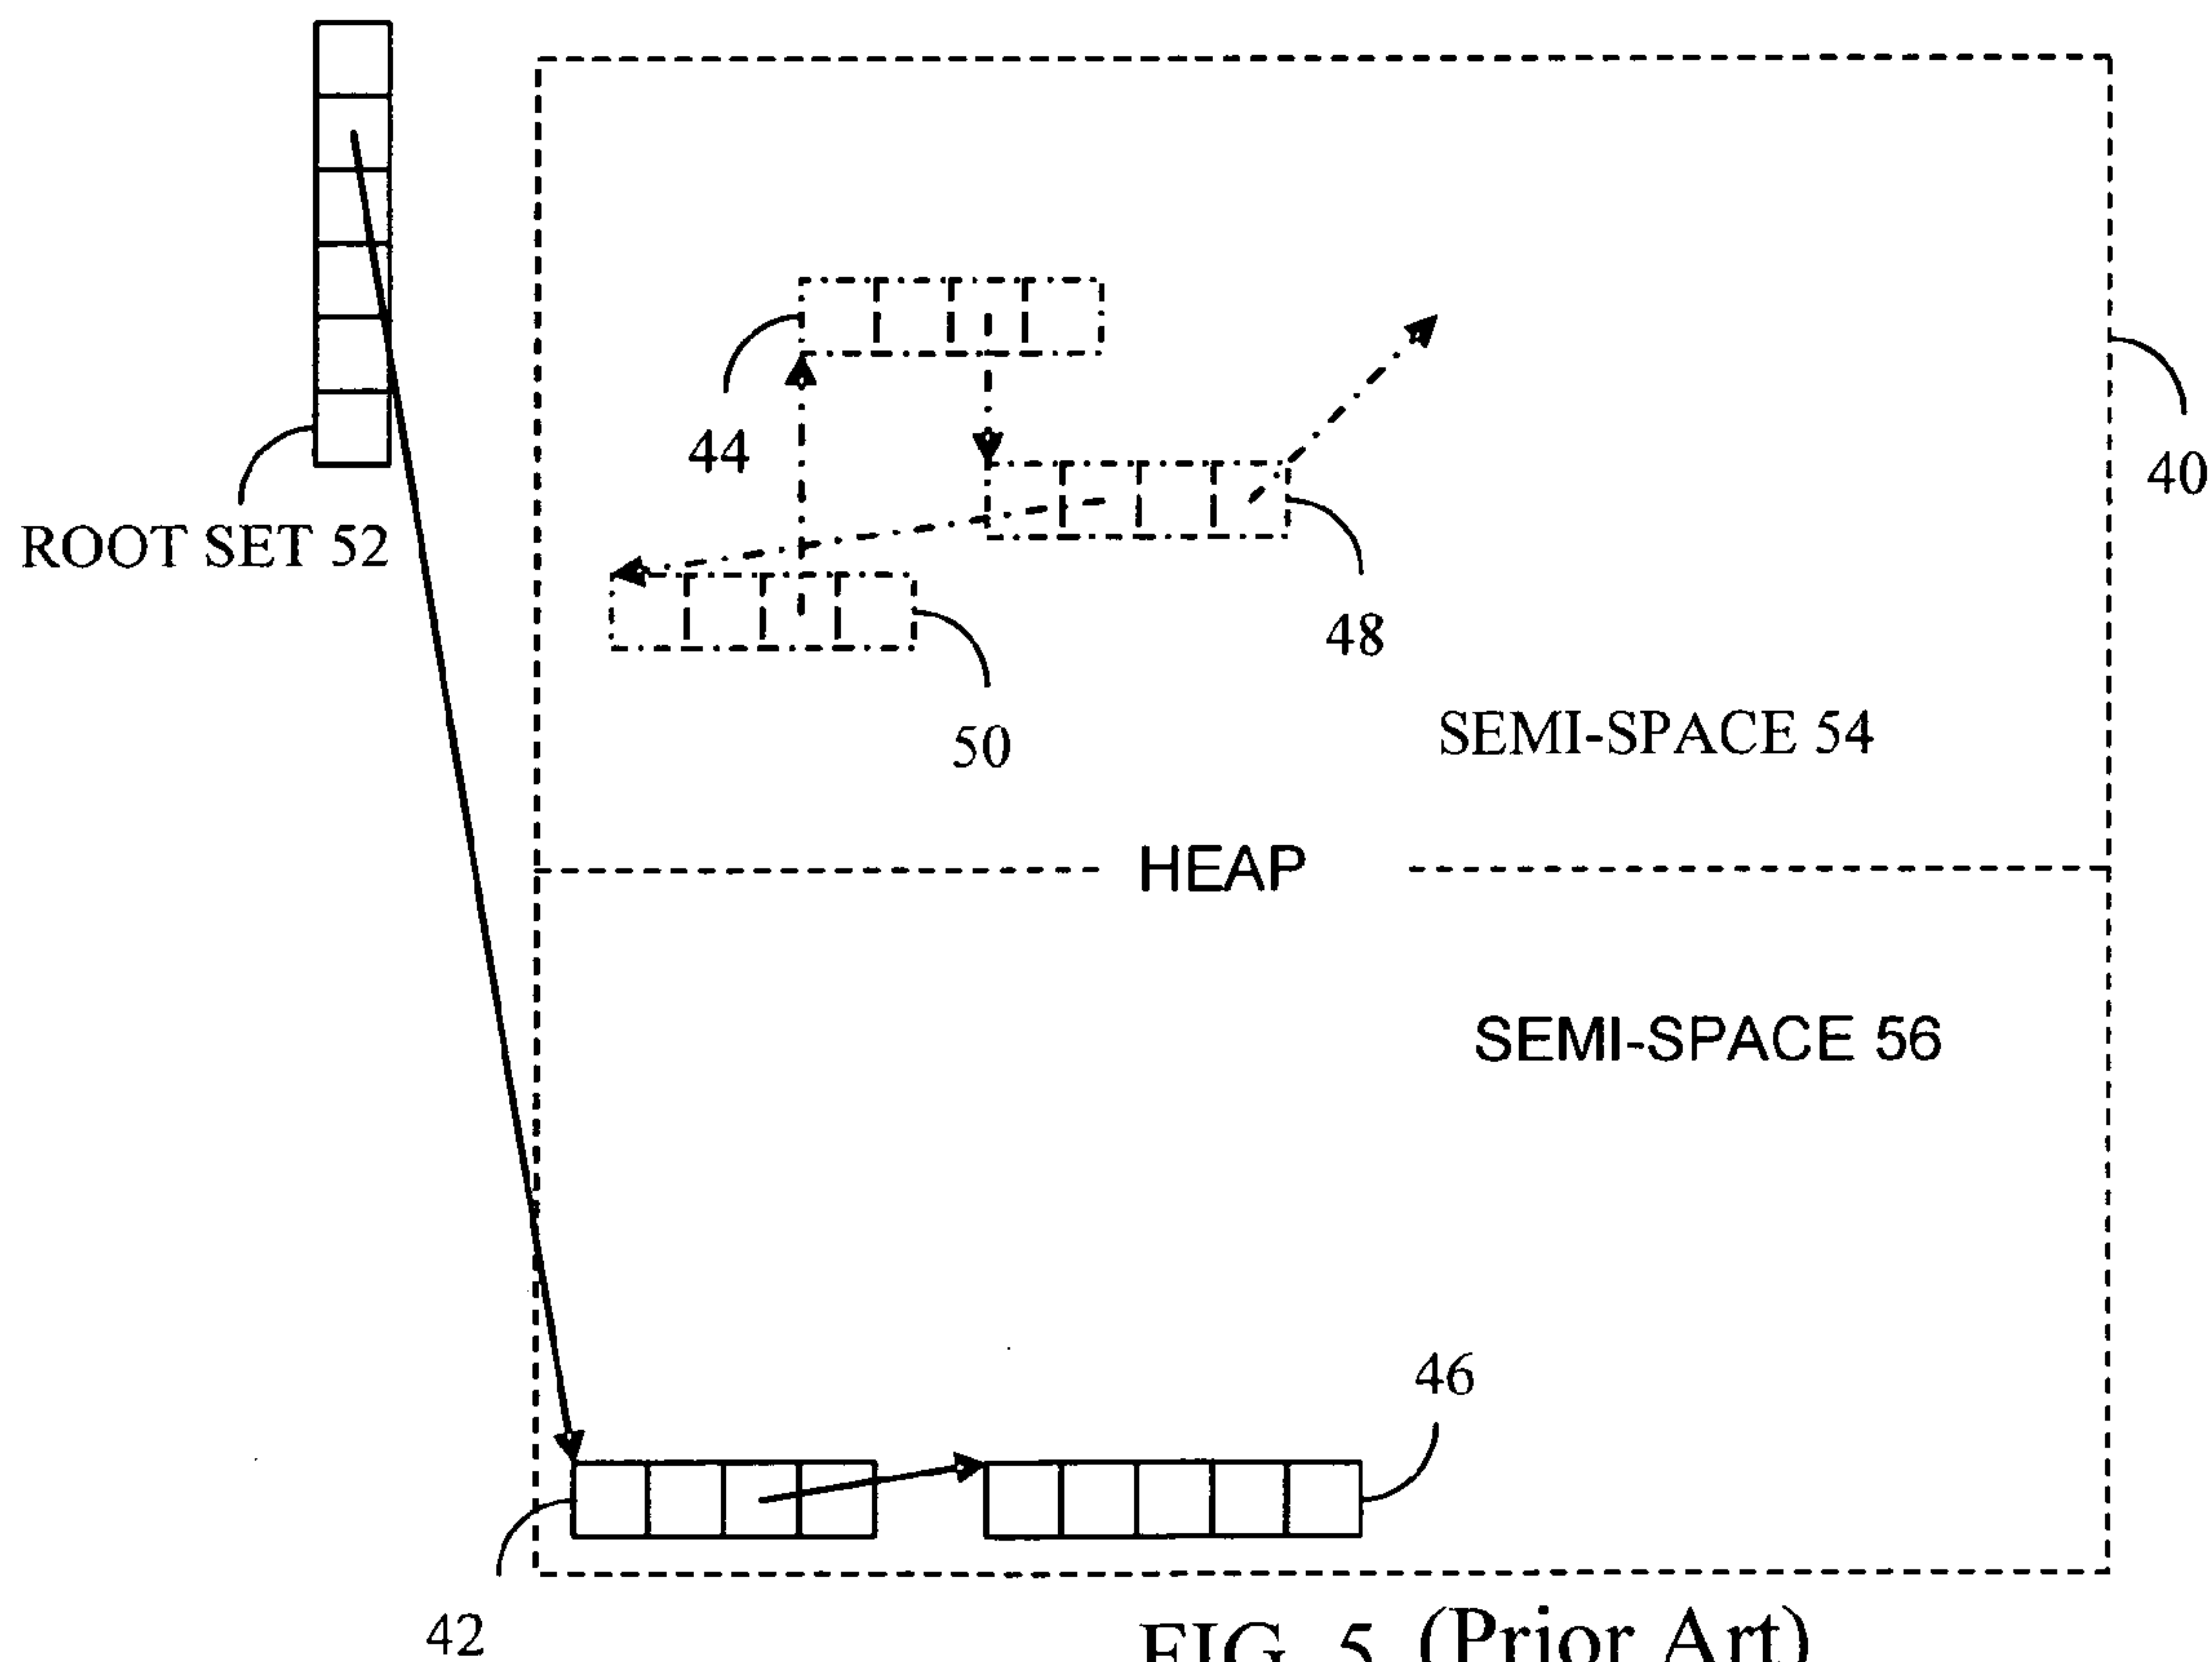 44
40
ROOT SET 52
48
50
SEMI-SPACE 54
HEAP
SEMI-SPACE 56
46
42
FIG. 5 (Prior Art)